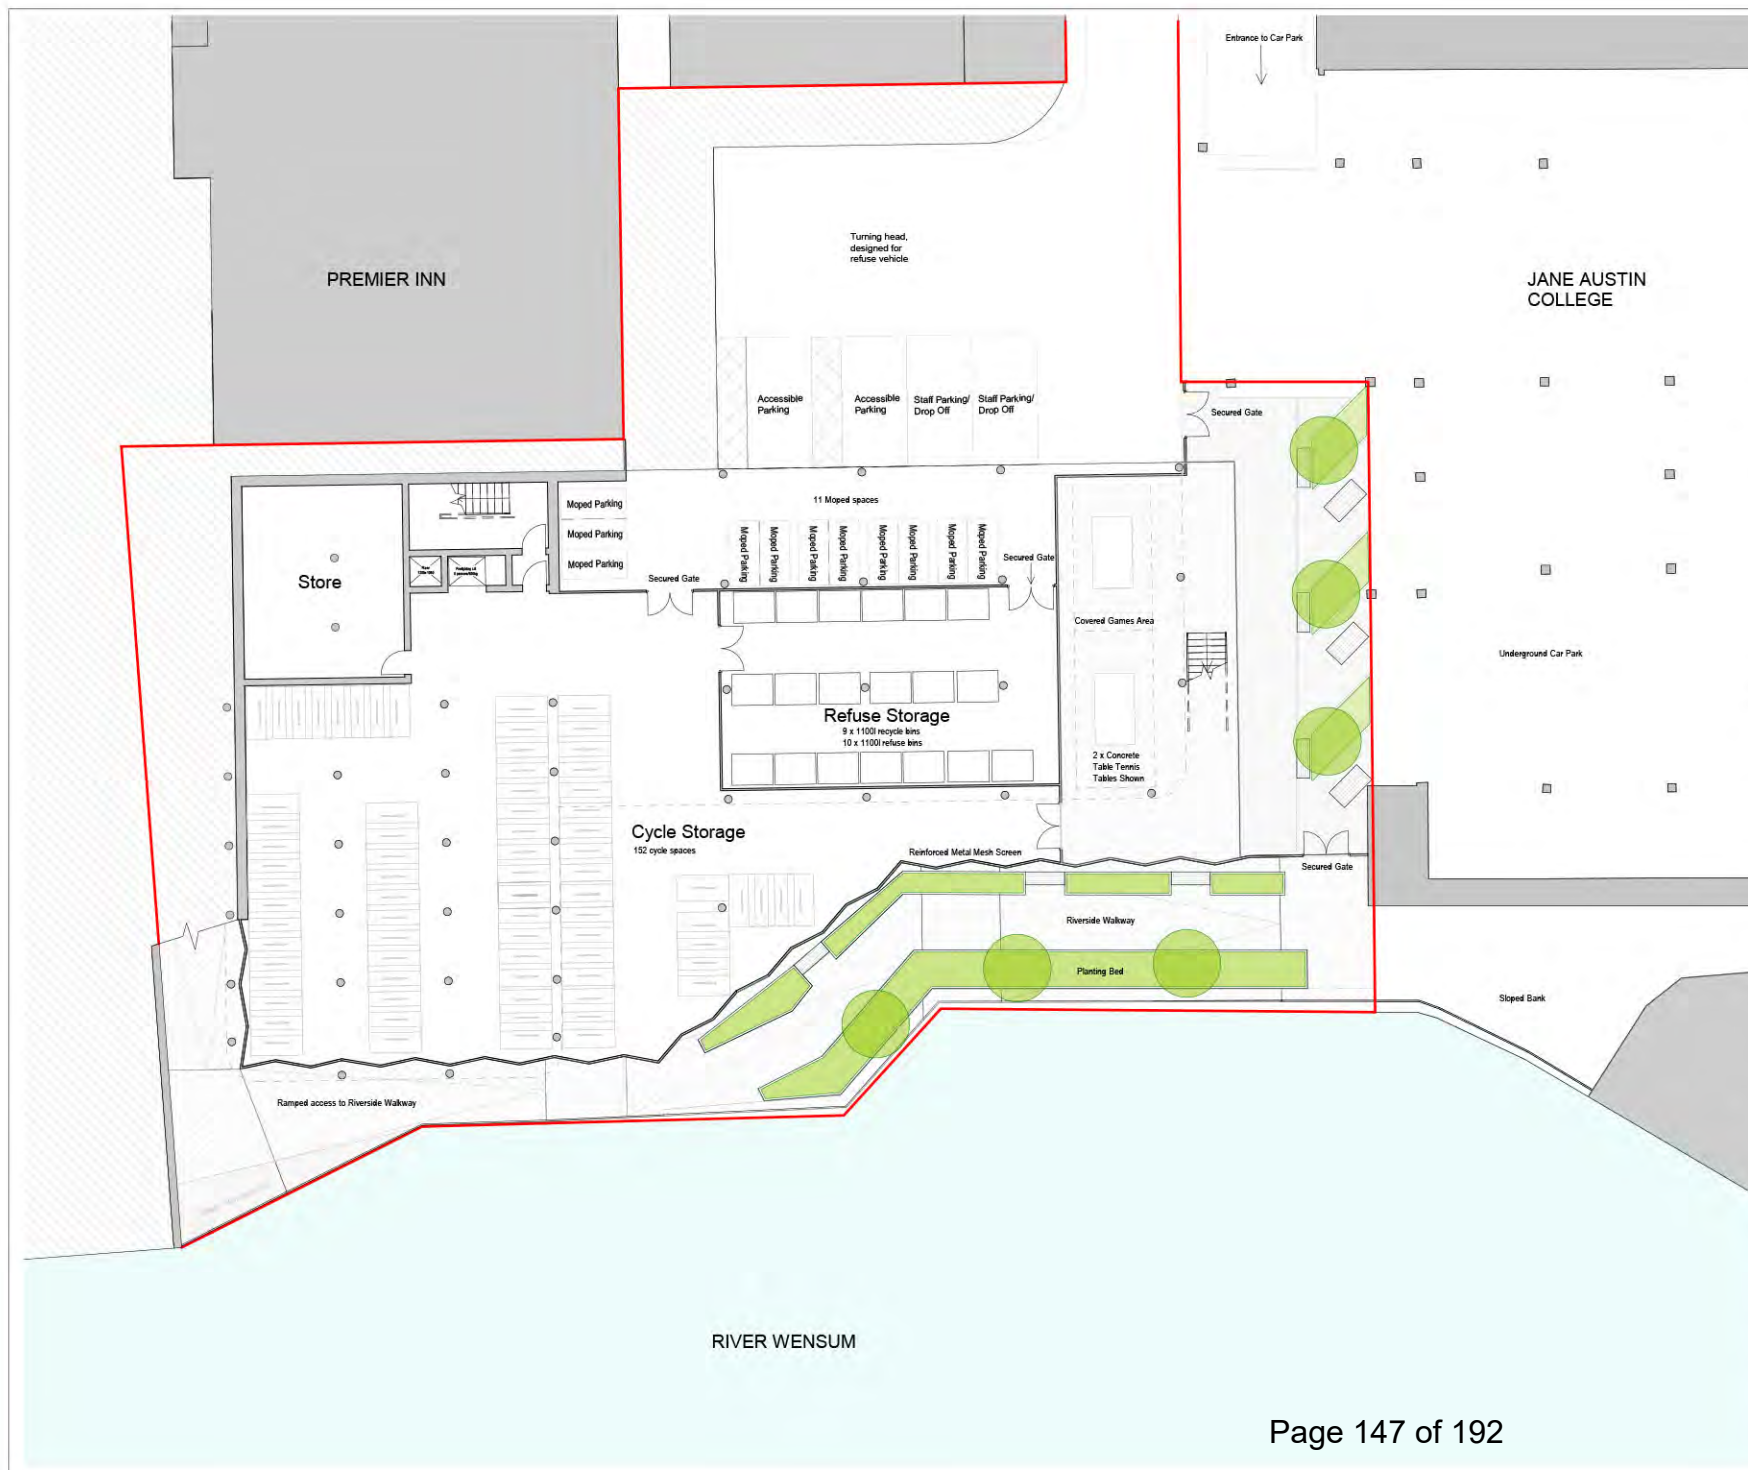 Entrance to Car Park
Turning head,
designed for
refuse vehicle
PREMIER INN
JANE AUSTIN
COLLEGE
Accessible
Parking
Accessible
Parking
Staff Parking/
Drop Off
Staff Parking/
Drop Off
Secured Gate
11 Moped spaces
Moped Parking
Moped Parking
Moped Parking
Moped Parking
Moped Parking
Moped Parking
Moped Parking
Moped Parking
Moped Parking
Moped Parking
Moped Parking
Secured Gate
Secured Gate
Store
Covered Games Area
Underground Car Park
Refuse Storage
9 x 1100l recycle bins
10 x 1100l refuse bins
2 x Concrete
Table Tennis
Tables Shown
Cycle Storage
152 cycle spaces
Reinforced Metal Mesh Screen
Secured Gate
Riverside Walkway
Planting Bed
Sloped Bank
Ramped access to Riverside Walkway
RIVER WENSUM
Page 147 of 192